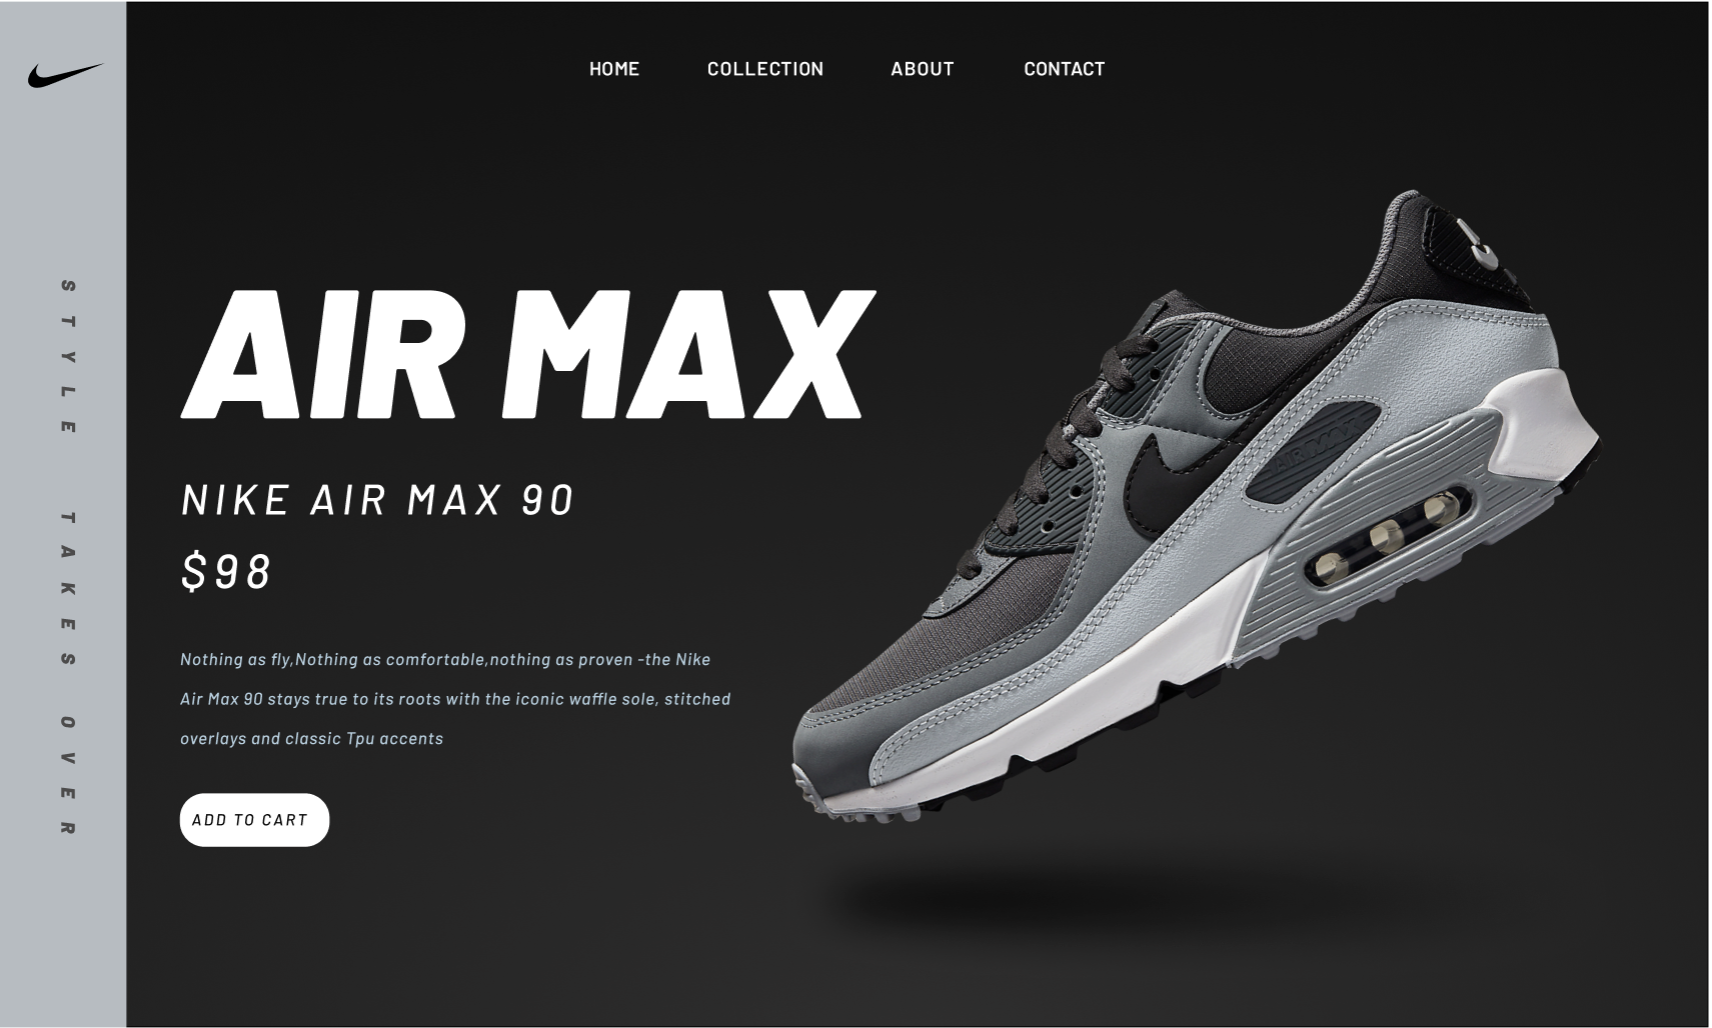 HOME COLLECTION ABOUT CONTACT
STYLE TAKES OVER
AIR MAX
NIKE AIR MAX 90
$98
Nothing as fly,Nothing as comfortable,nothing as proven -the Nike
Air Max 90 stays true to its roots with the iconic waffle sole, stitched
overlays and classic Tpu accents
ADD TO CART
AIR MAX